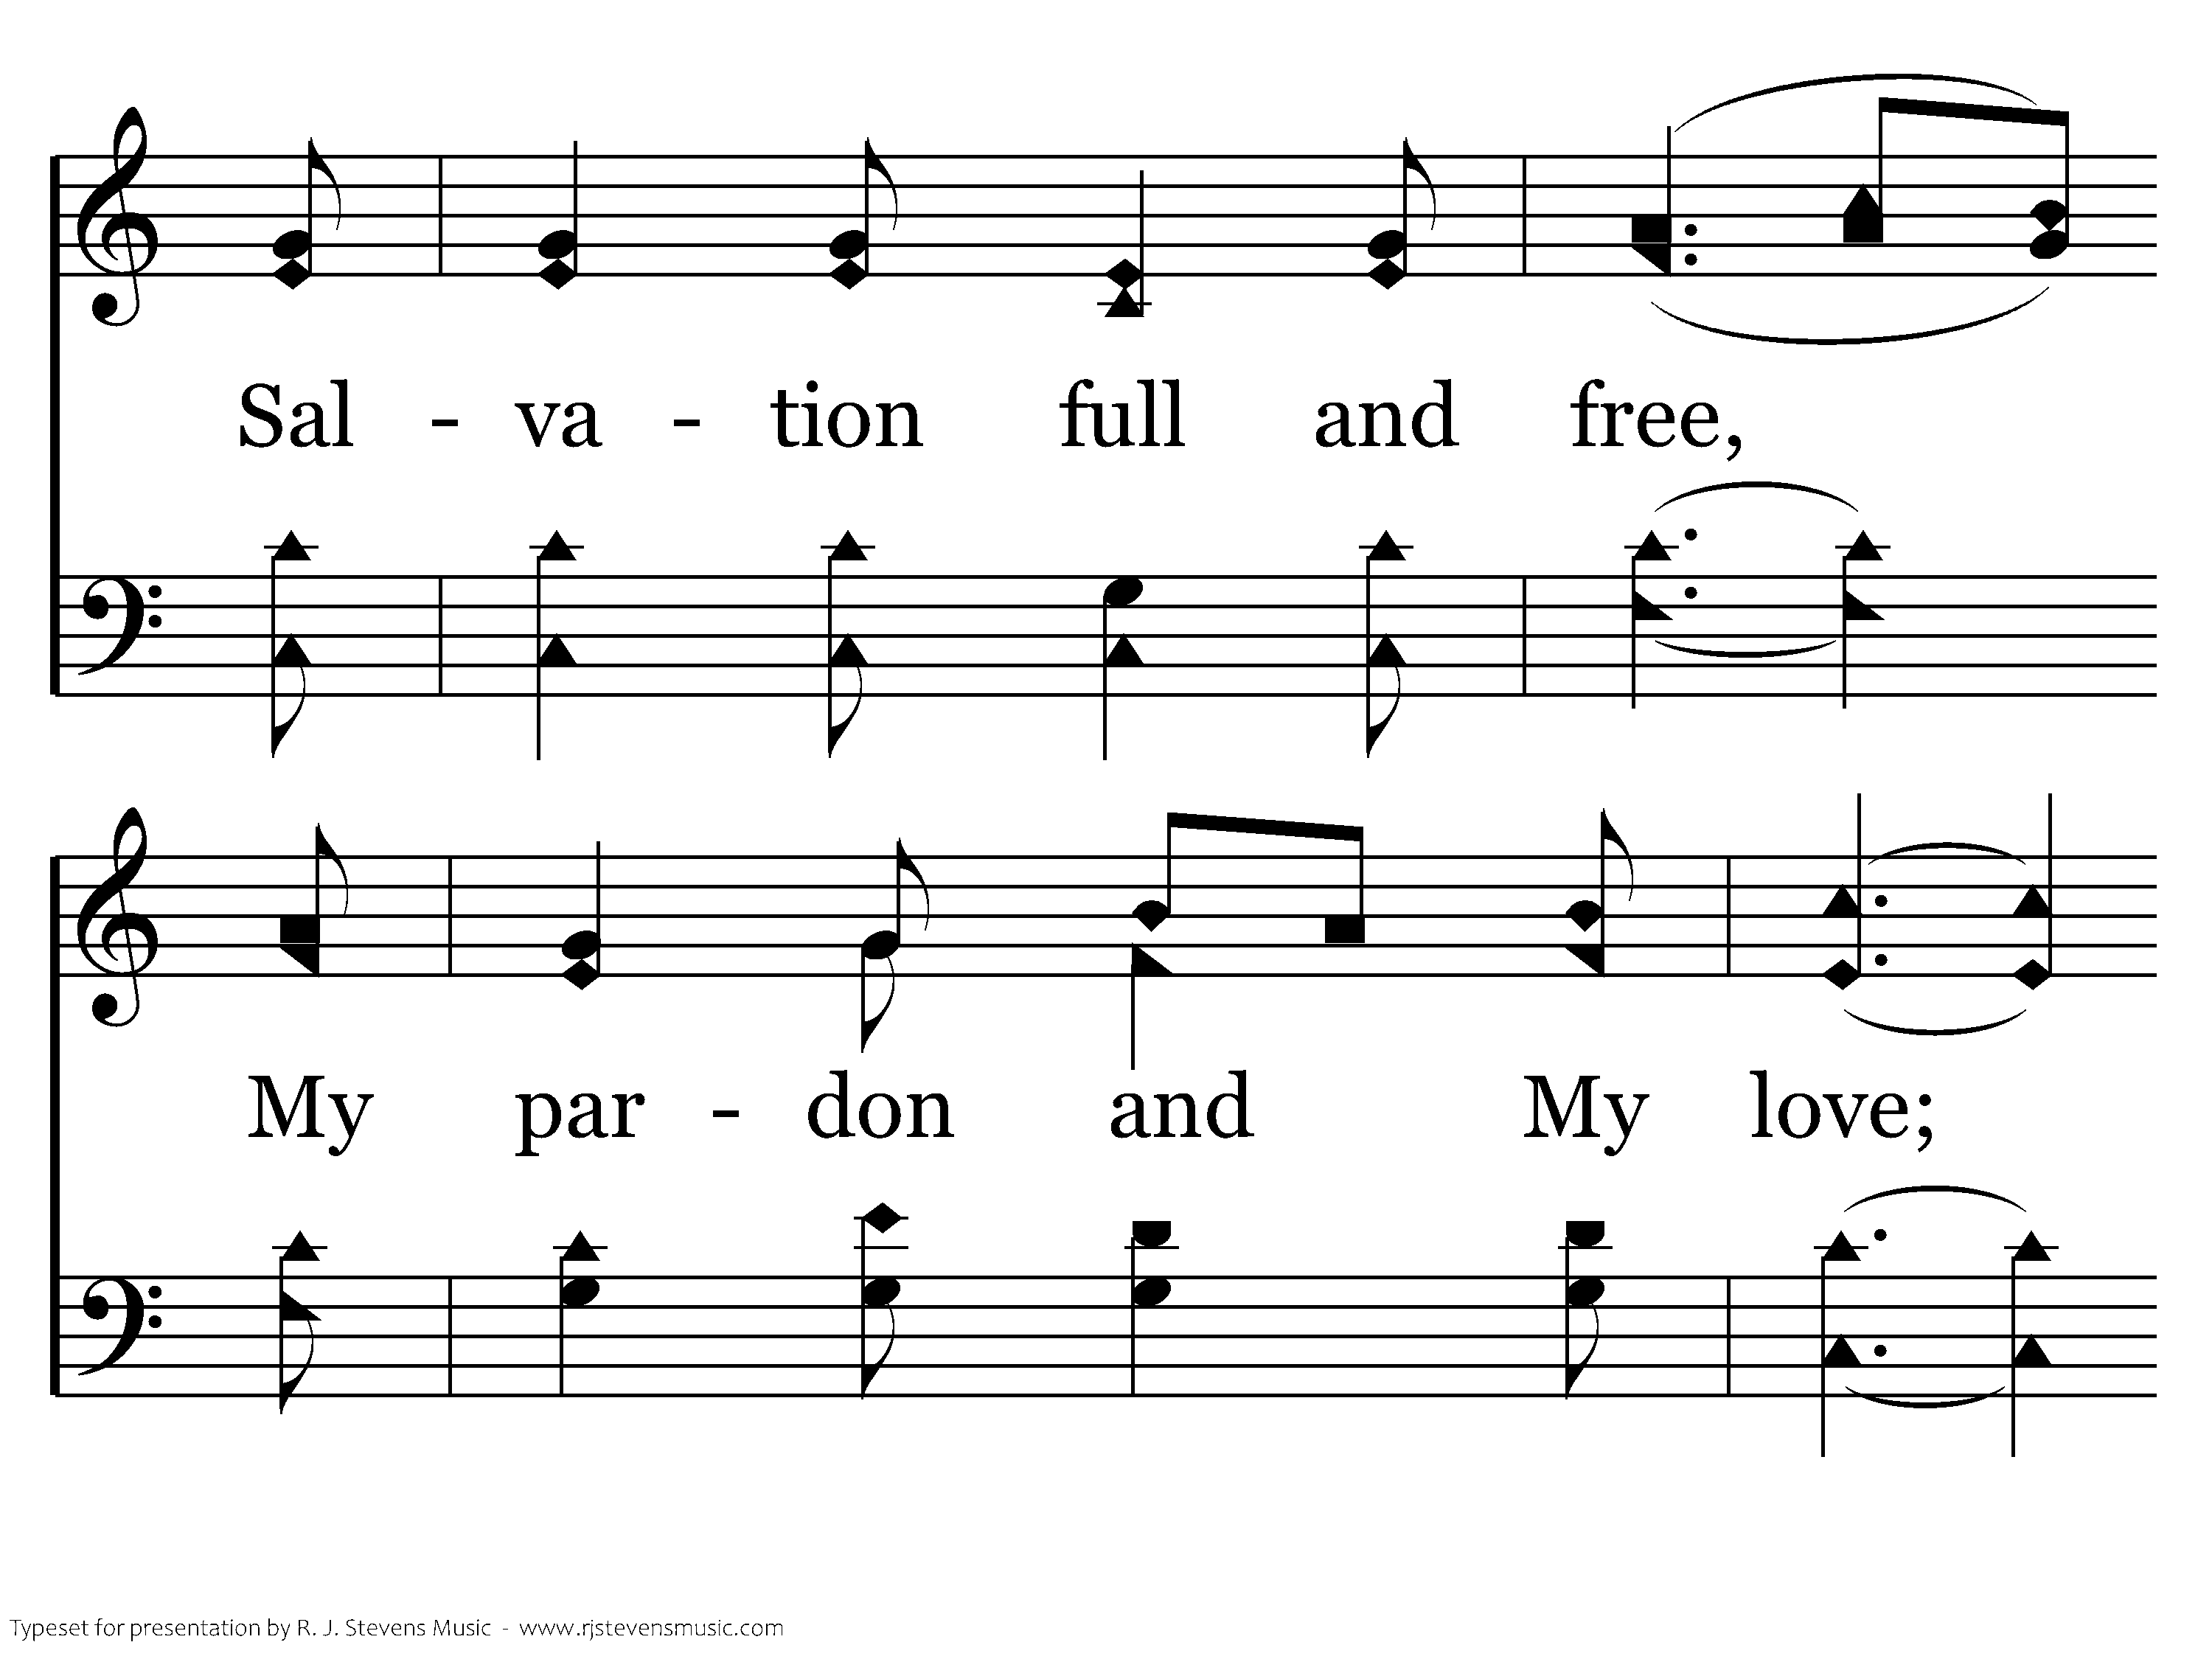 Sal - va - tion full and free,
My par - don and My love;
Typeset for presentation by R. J. Stevens Music - www.rjstevensmusic.com